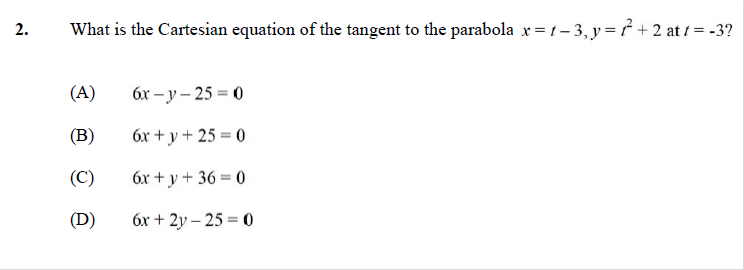 2. What is the Cartesian equation of the tangent to the parabola x = t – 3, y = t² + 2 at t = -3?
(A) 6x – y – 25 = 0
(B) 6x + y + 25 = 0
(C) 6x + y + 36 = 0
(D) 6x + 2y – 25 = 0